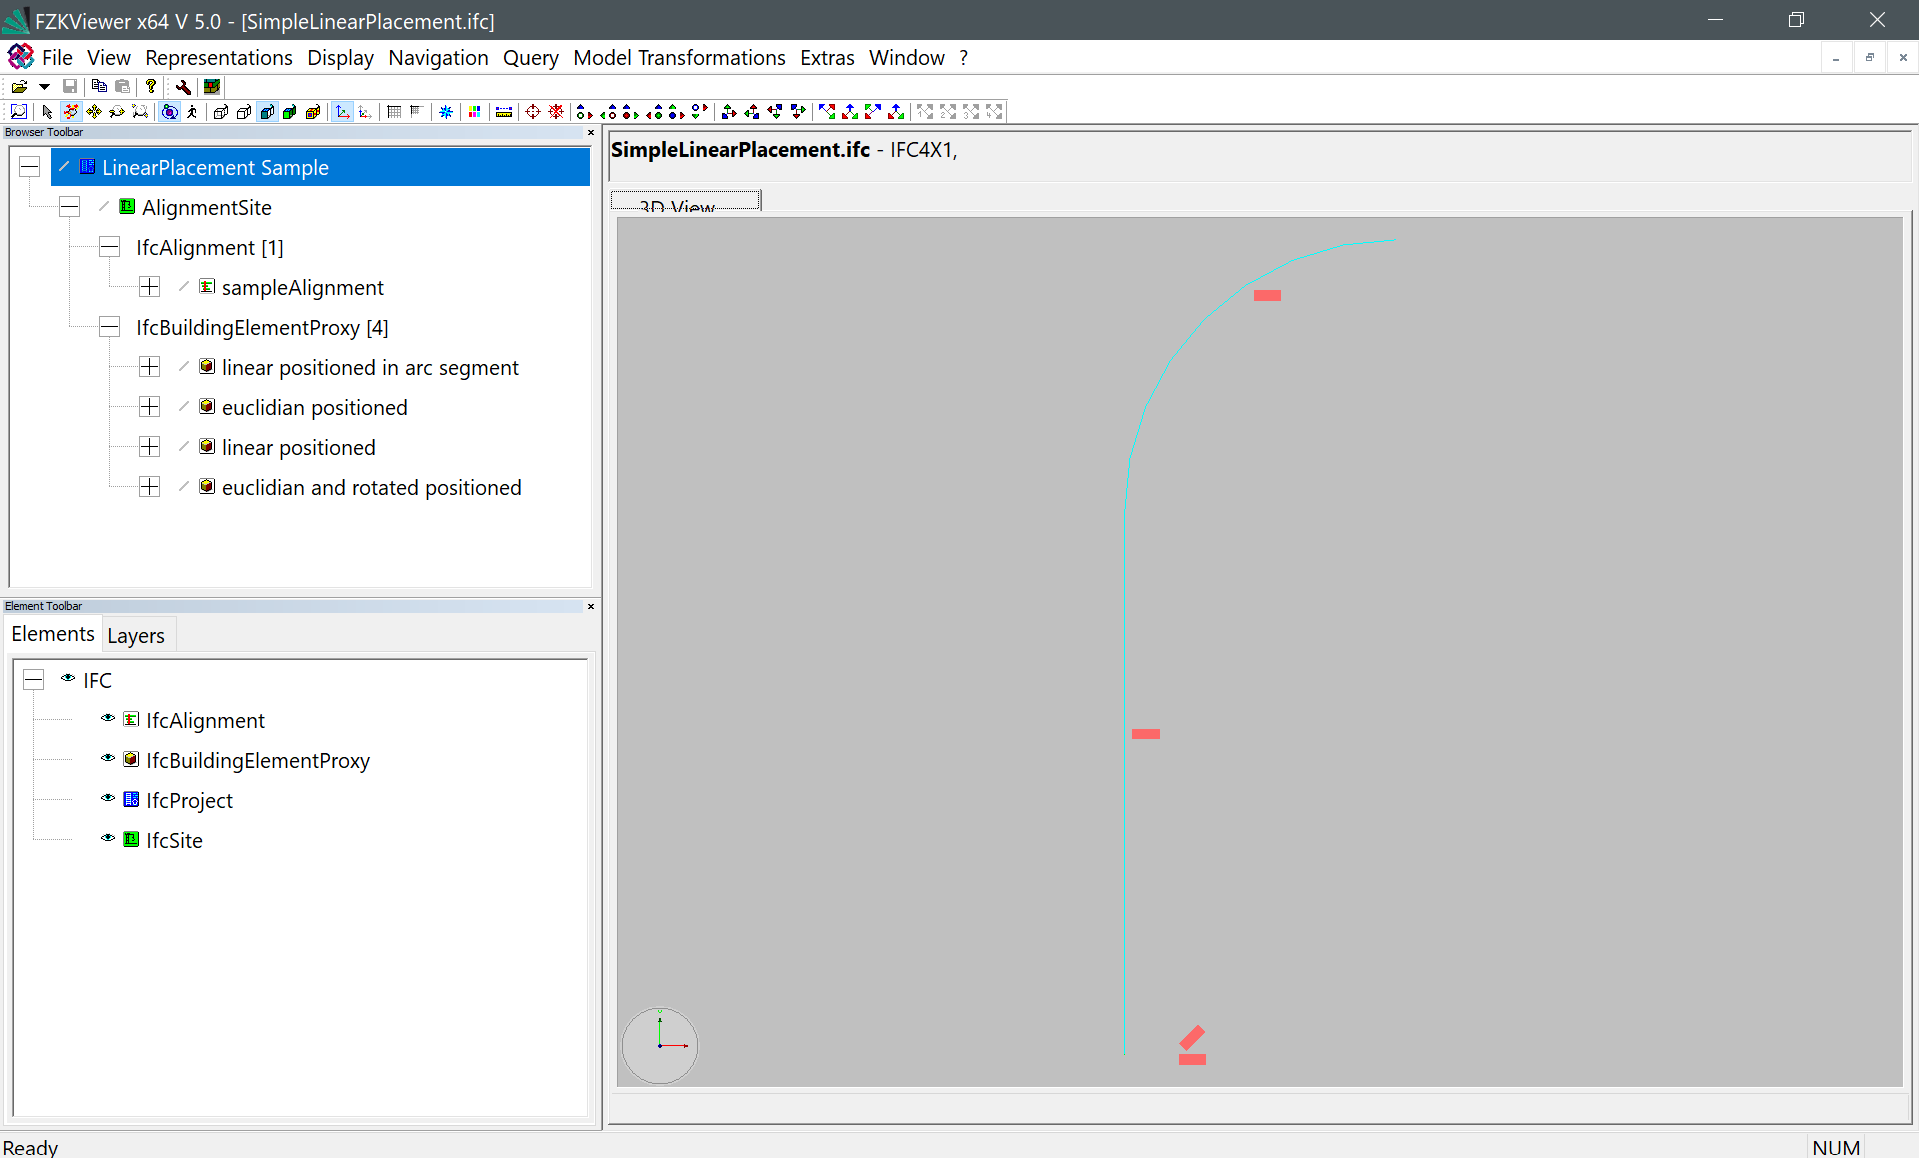 FZKViewer x64 V 5.0 - [SimpleLinearPlacement.ifc]
File View Representations Display Navigation Query Model Transformations Extras Window ?
Browser Toolbar
LinearPlacement Sample
AlignmentSite
IfcAlignment [1]
sampleAlignment
IfcBuildingElementProxy [4]
linear positioned in arc segment
euclidian positioned
linear positioned
euclidian and rotated positioned
Element Toolbar
Elements Layers
IFC
IfcAlignment
IfcBuildingElementProxy
IfcProject
IfcSite
SimpleLinearPlacement.ifc - IFC4X1,
3D View
Ready
NUM